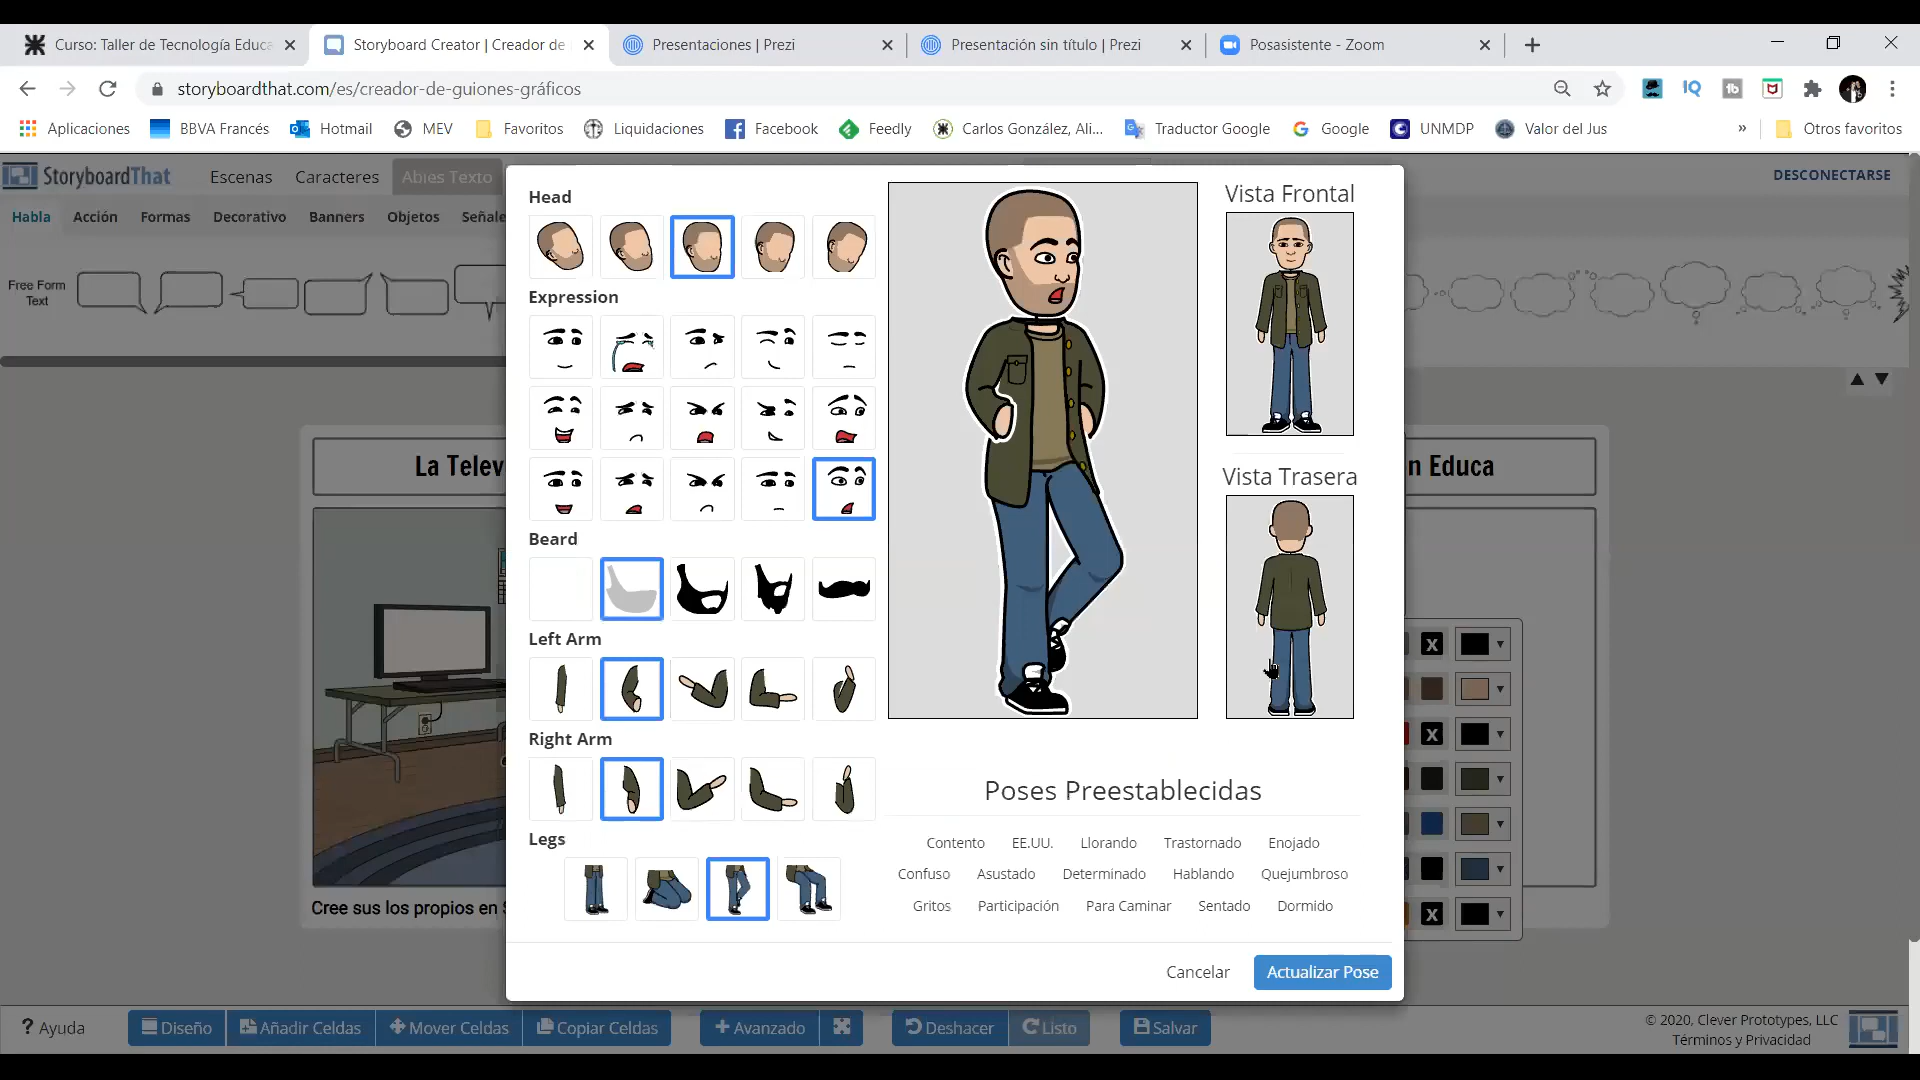 Curso: Taller de Tecnología Educa
Storyboard Creator | Creador de
Presentaciones | Prezi
Presentación sin título | Prezi
Posasistente - Zoom
storyboardthat.com/es/creador-de-guiones-gráficos
Aplicaciones
BBVA Francés
Hotmail
MEV
Favoritos
Liquidaciones
Facebook
Feedly
Carlos González, Ali...
Traductor Google
Google
UNMDP
Valor del Jus
»
Otros favoritos
StoryboardThat
Escenas
Caracteres
DESCONECTARSE
Habla
Acción
Formas
Decorativo
Banners
Objetos
Señale
Free Form
Text
La Telev
n Educa
Cree sus los propios en S
Head
Expression
Beard
Left Arm
Right Arm
Legs
Vista Frontal
Vista Trasera
Poses Preestablecidas
Contento EE.UU. Llorando Trastornado Enojado
Confuso Asustado Determinado Hablando Quejumbroso
Gritos Participación Para Caminar Sentado Dormido
Cancelar
Actualizar Pose
? Ayuda
Diseño
Añadir Celdas
Mover Celdas
Copiar Celdas
Avanzado
Deshacer
Listo
Salvar
© 2020, Clever Prototypes, LLC
Términos y Privacidad